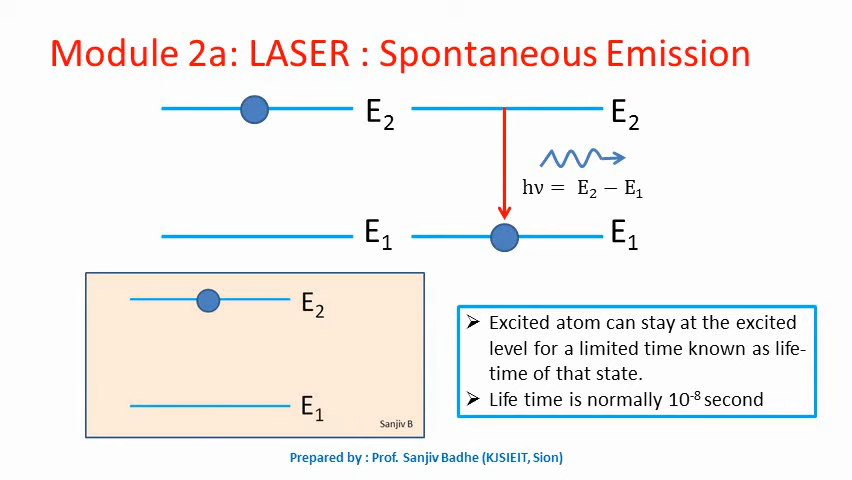 Module 2a: LASER : Spontaneous Emission
E₂
E₂
hν = E₂ − E₁
E₁
E₁
E₂
E₁
Sanjiv B
➢ Excited atom can stay at the excited
level for a limited time known as life-
time of that state.
➢ Life time is normally 10⁻⁸ second
Prepared by : Prof. Sanjiv Badhe (KJSIEIT, Sion)